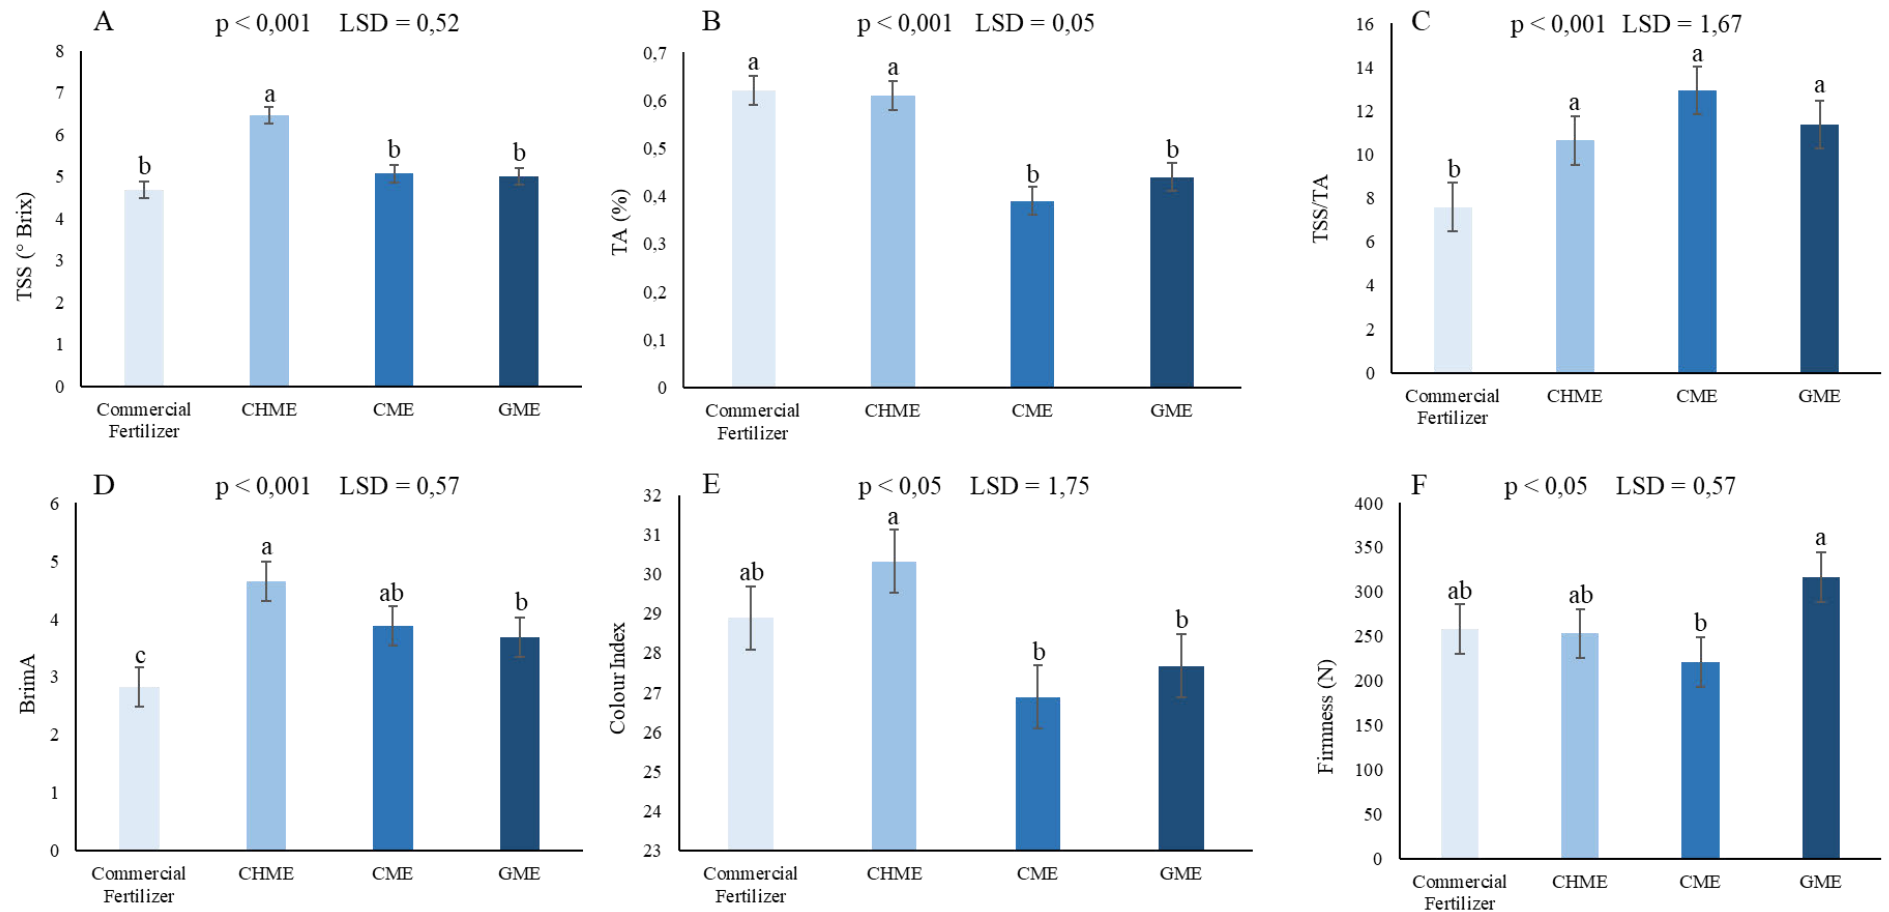 A p < 0,001 LSD = 0,52
8
7
6
5
4
3
2
1
0
TSS (° Brix)
b
a
b
b
Commercial
Fertilizer
CHME
CME
GME
B p < 0,001 LSD = 0,05
0,7
0,6
0,5
0,4
0,3
0,2
0,1
0
TA (%)
a
a
b
b
Commercial
Fertilizer
CHME
CME
GME
C p < 0,001 LSD = 1,67
16
14
12
10
8
6
4
2
0
TSS/TA
b
a
a
a
Commercial
Fertilizer
CHME
CME
GME
D p < 0,001 LSD = 0,57
6
5
4
3
2
1
0
BrimA
c
a
ab
b
Commercial
Fertilizer
CHME
CME
GME
E p < 0,05 LSD = 1,75
32
31
30
29
28
27
26
25
24
23
Colour Index
ab
a
b
b
Commercial
Fertilizer
CHME
CME
GME
F p < 0,05 LSD = 0,57
400
350
300
250
200
150
100
50
0
Firmness (N)
ab
ab
b
a
Commercial
Fertilizer
CHME
CME
GME